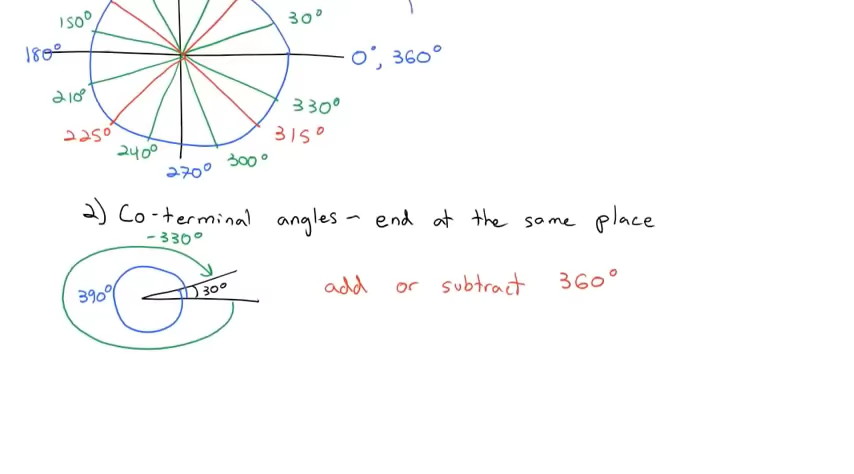 150° 30°
180° 0°, 360°
210° 330°
225° 315°
240° 300°
270°
2) Co-terminal angles - end at the same place
-330°
390° 30° add or subtract 360°